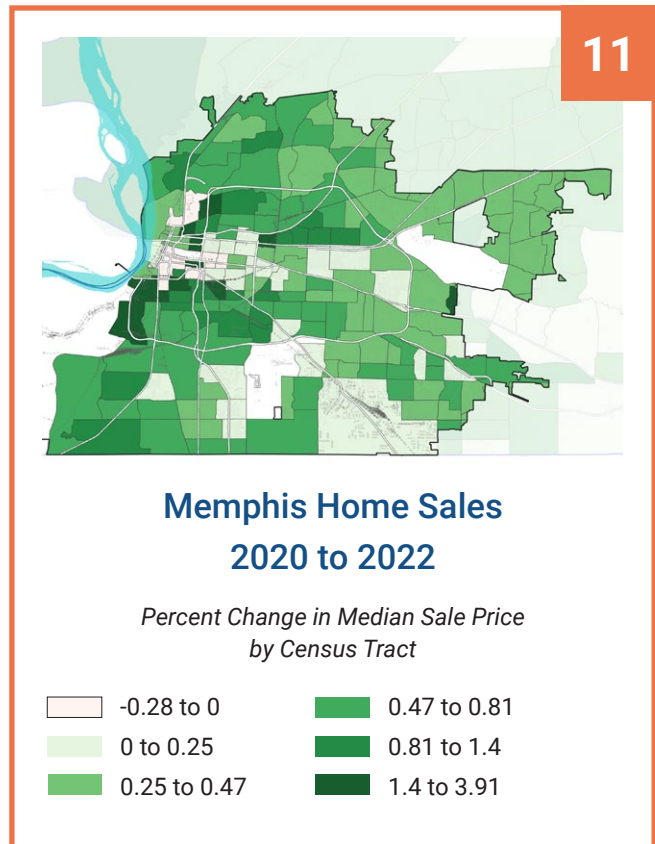 11
Memphis Home Sales
2020 to 2022
Percent Change in Median Sale Price
by Census Tract
-0.28 to 0
0 to 0.25
0.25 to 0.47
0.47 to 0.81
0.81 to 1.4
1.4 to 3.91